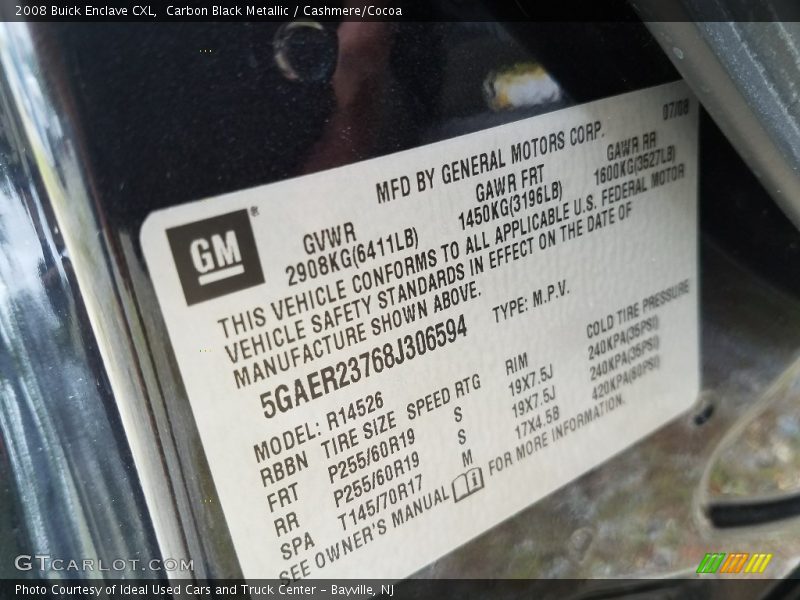 2008 Buick Enclave CXL,  Carbon Black Metallic / Cashmere/Cocoa
07/08
MFD BY GENERAL MOTORS CORP.
GM ®
GVWR GAWR FRT GAWR RR
2908KG(6411LB) 1450KG(3196LB) 1600KG(3527LB)
THIS VEHICLE CONFORMS TO ALL APPLICABLE U.S. FEDERAL MOTOR
VEHICLE SAFETY STANDARDS IN EFFECT ON THE DATE OF
MANUFACTURE SHOWN ABOVE.
5GAER23768J306594 TYPE: M.P.V.
MODEL: R14526
RBBN TIRE SIZE SPEED RTG RIM COLD TIRE PRESSURE
FRT P255/60R19 S 19X7.5J 240KPA(35PSI)
RR P255/60R19 S 19X7.5J 240KPA(35PSI)
SPA T145/70R17 M 17X4.5B 420KPA(60PSI)
SEE OWNER'S MANUAL i FOR MORE INFORMATION.
GTCARLOT.COM
Photo Courtesy of Ideal Used Cars and Truck Center – Bayville, NJ